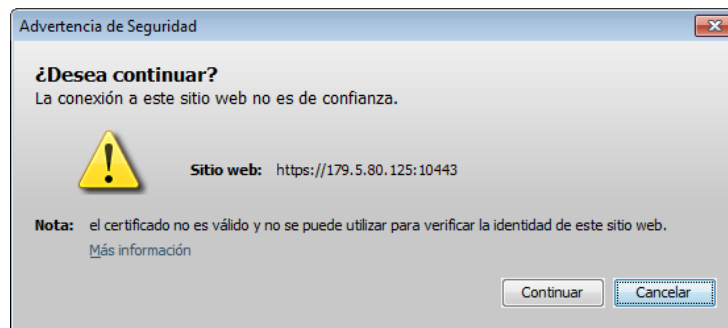 Advertencia de Seguridad
¿Desea continuar?
La conexión a este sitio web no es de confianza.
Sitio web: https://179.5.80.125:10443
Nota: el certificado no es válido y no se puede utilizar para verificar la identidad de este sitio web.
Más información
Continuar Cancelar